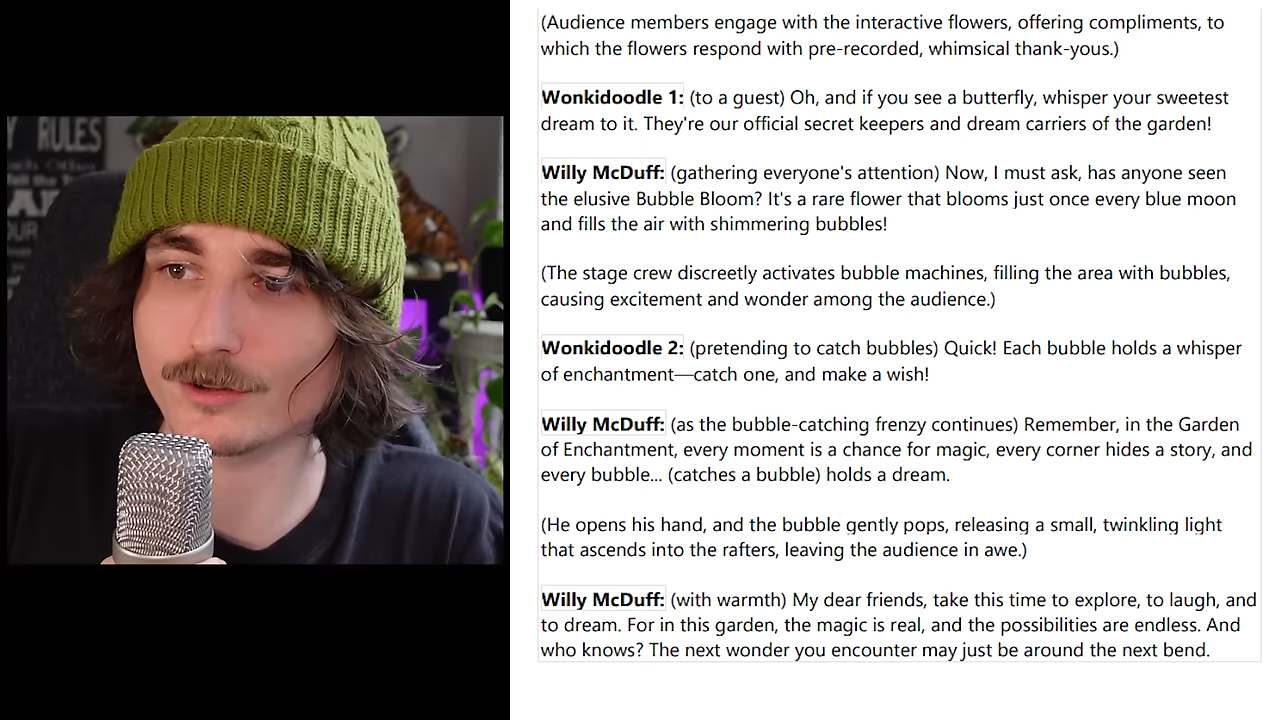 RULES
(Audience members engage with the interactive flowers, offering compliments, to
which the flowers respond with pre-recorded, whimsical thank-yous.)
Wonkidoodle 1: (to a guest) Oh, and if you see a butterfly, whisper your sweetest
dream to it. They're our official secret keepers and dream carriers of the garden!
Willy McDuff: (gathering everyone's attention) Now, I must ask, has anyone seen
the elusive Bubble Bloom? It's a rare flower that blooms just once every blue moon
and fills the air with shimmering bubbles!
(The stage crew discreetly activates bubble machines, filling the area with bubbles,
causing excitement and wonder among the audience.)
Wonkidoodle 2: (pretending to catch bubbles) Quick! Each bubble holds a whisper
of enchantment—catch one, and make a wish!
Willy McDuff: (as the bubble-catching frenzy continues) Remember, in the Garden
of Enchantment, every moment is a chance for magic, every corner hides a story, and
every bubble... (catches a bubble) holds a dream.
(He opens his hand, and the bubble gently pops, releasing a small, twinkling light
that ascends into the rafters, leaving the audience in awe.)
Willy McDuff: (with warmth) My dear friends, take this time to explore, to laugh, and
to dream. For in this garden, the magic is real, and the possibilities are endless. And
who knows? The next wonder you encounter may just be around the next bend.